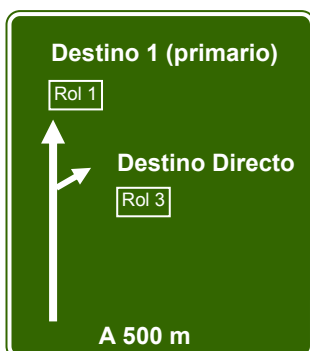 Destino 1 (primario)
Rol 1
Destino Directo
Rol 3
A 500 m